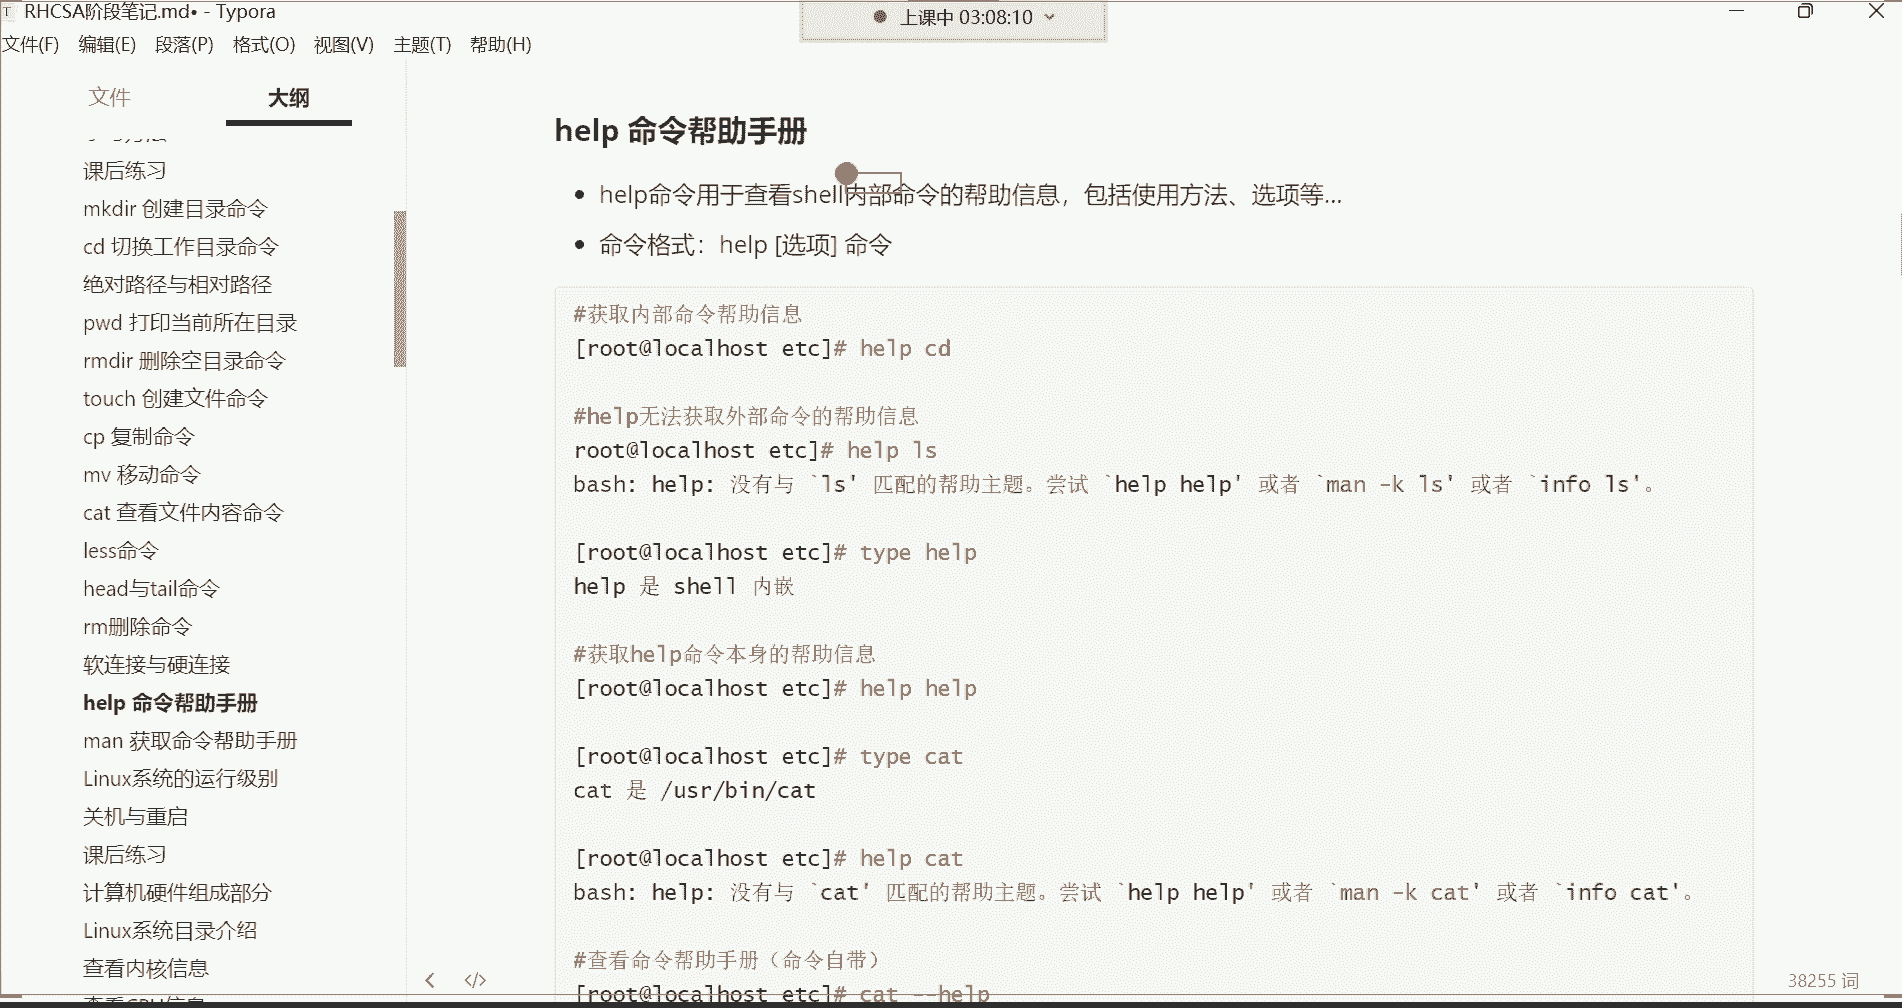 RHCSA阶段笔记.md• - Typora
上课中 03:08:10
文件(F) 编辑(E) 段落(P) 格式(O) 视图(V) 主题(T) 帮助(H)
文件 大纲
课后练习
mkdir 创建目录命令
cd 切换工作目录命令
绝对路径与相对路径
pwd 打印当前所在目录
rmdir 删除空目录命令
touch 创建文件命令
cp 复制命令
mv 移动命令
cat 查看文件内容命令
less命令
head与tail命令
rm删除命令
软连接与硬连接
help 命令帮助手册
man 获取命令帮助手册
Linux系统的运行级别
关机与重启
课后练习
计算机硬件组成部分
Linux系统目录介绍
查看内核信息
查看CPU信息
help 命令帮助手册
• help命令用于查看shell内部命令的帮助信息，包括使用方法、选项等...
• 命令格式：help [选项] 命令
#获取内部命令帮助信息
[root@localhost etc]# help cd
#help无法获取外部命令的帮助信息
root@localhost etc]# help ls
bash: help: 没有与 `ls' 匹配的帮助主题。尝试 `help help' 或者 `man -k ls' 或者 `info ls'。
[root@localhost etc]# type help
help 是 shell 内嵌
#获取help命令本身的帮助信息
[root@localhost etc]# help help
[root@localhost etc]# type cat
cat 是 /usr/bin/cat
[root@localhost etc]# help cat
bash: help: 没有与 `cat' 匹配的帮助主题。尝试 `help help' 或者 `man -k cat' 或者 `info cat'。
#查看命令帮助手册（命令自带）
[root@localhost etc]# cat --help
38255 词